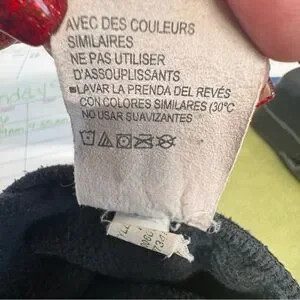 AVEC DES COULEURS
SIMILAIRES
NE PAS UTILISER
D'ASSOUPLISSANTS
▪LAVAR LA PRENDA DEL REVÉS
CON COLORES SIMILARES (30°C
NO USAR SUAVIZANTES